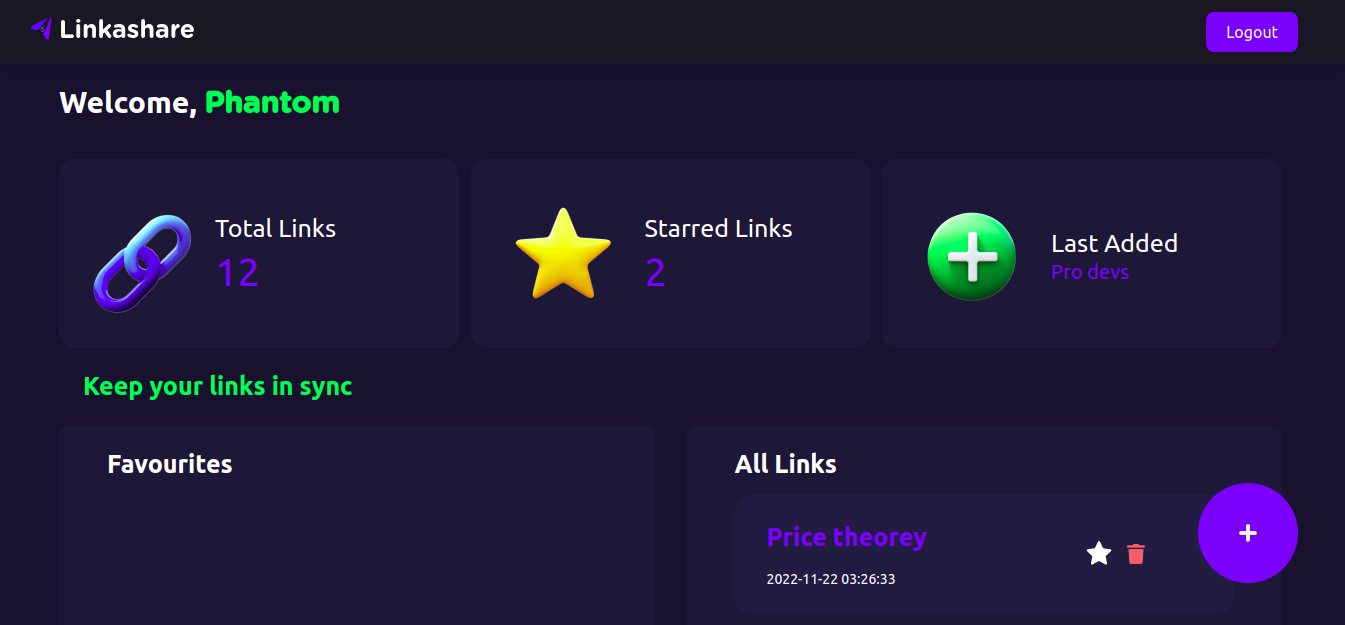 Linkashare
Logout
Welcome, Phantom
Total Links
12
Starred Links
2
Last Added
Pro devs
Keep your links in sync
Favourites
All Links
Price theorey
2022-11-22 03:26:33